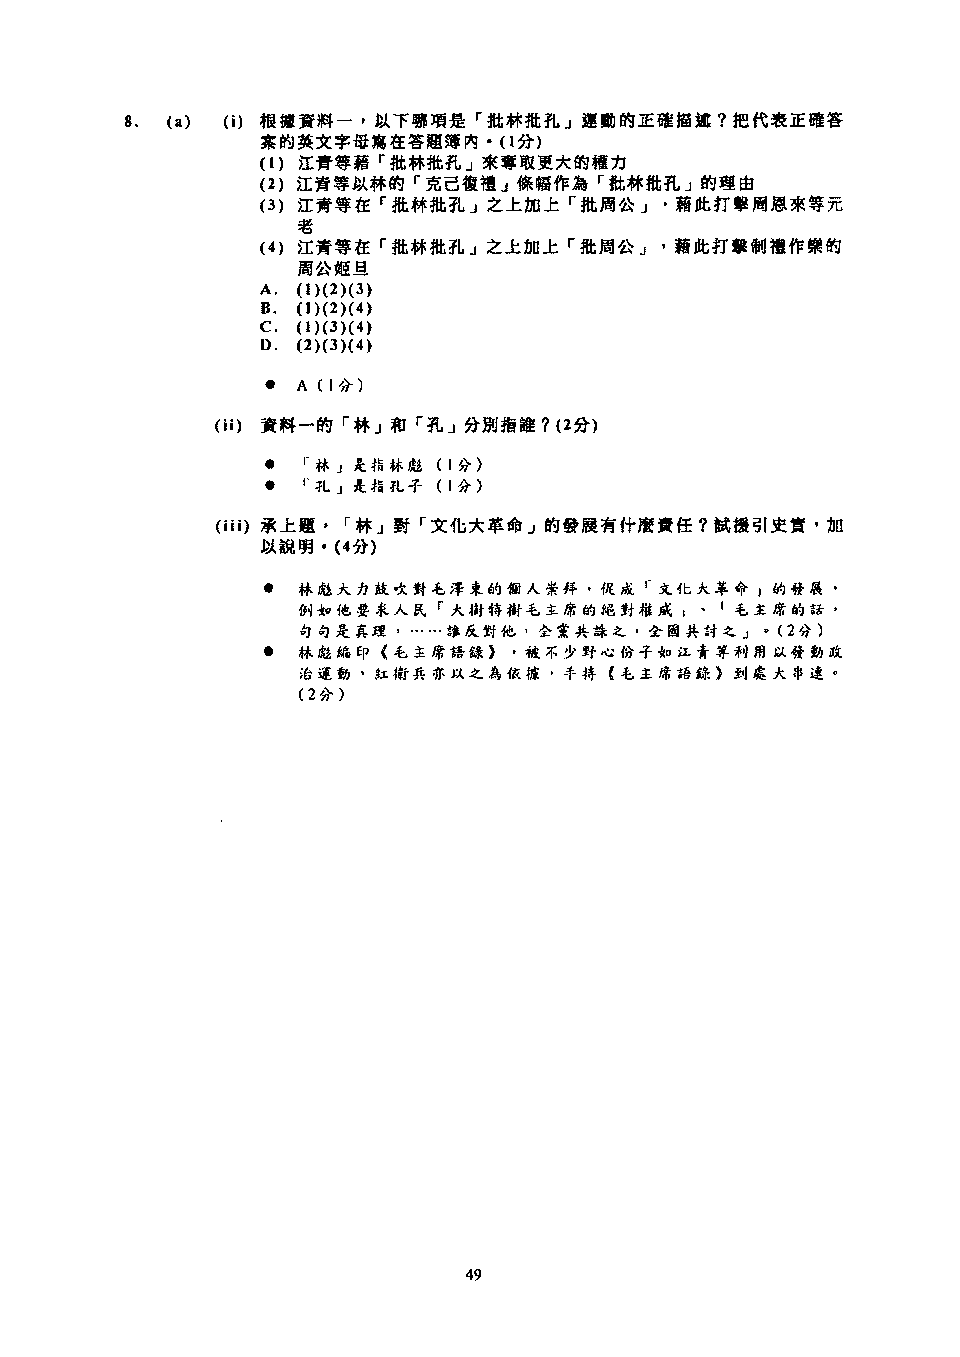 8. (a) (i) 根據資料一，以下哪項是「批林批孔」運動的正確描述？把代表正確答
案的英文字母寫在答題簿內。(1分)
(1) 江青等藉「批林批孔」來奪取更大的權力
(2) 江青等以林的「克己復禮」條幅作為「批林批孔」的理由
(3) 江青等在「批林批孔」之上加上「批周公」，藉此打擊周恩來等元
老
(4) 江青等在「批林批孔」之上加上「批周公」，藉此打擊制禮作樂的
周公姬旦
A. (1)(2)(3)
B. (1)(2)(4)
C. (1)(3)(4)
D. (2)(3)(4)
● A（1分）
(ii) 資料一的「林」和「孔」分別指誰？(2分)
● 「林」是指林彪（1分）
● 「孔」是指孔子（1分）
(iii) 承上題，「林」對「文化大革命」的發展有什麼責任？試援引史實，加
以說明。(4分)
● 林彪大力鼓吹對毛澤東的個人崇拜，促成「文化大革命」的發展，
例如他要求人民「大樹特樹毛主席的絕對權威」、「毛主席的話，
句句是真理，……誰反對他，全黨共誅之，全國共討之」。(2分)
● 林彪編印《毛主席語錄》，被不少野心份子如江青等利用以發動政
治運動、紅衛兵亦以之為依據，手持《毛主席語錄》到處大串連。
(2分)
49